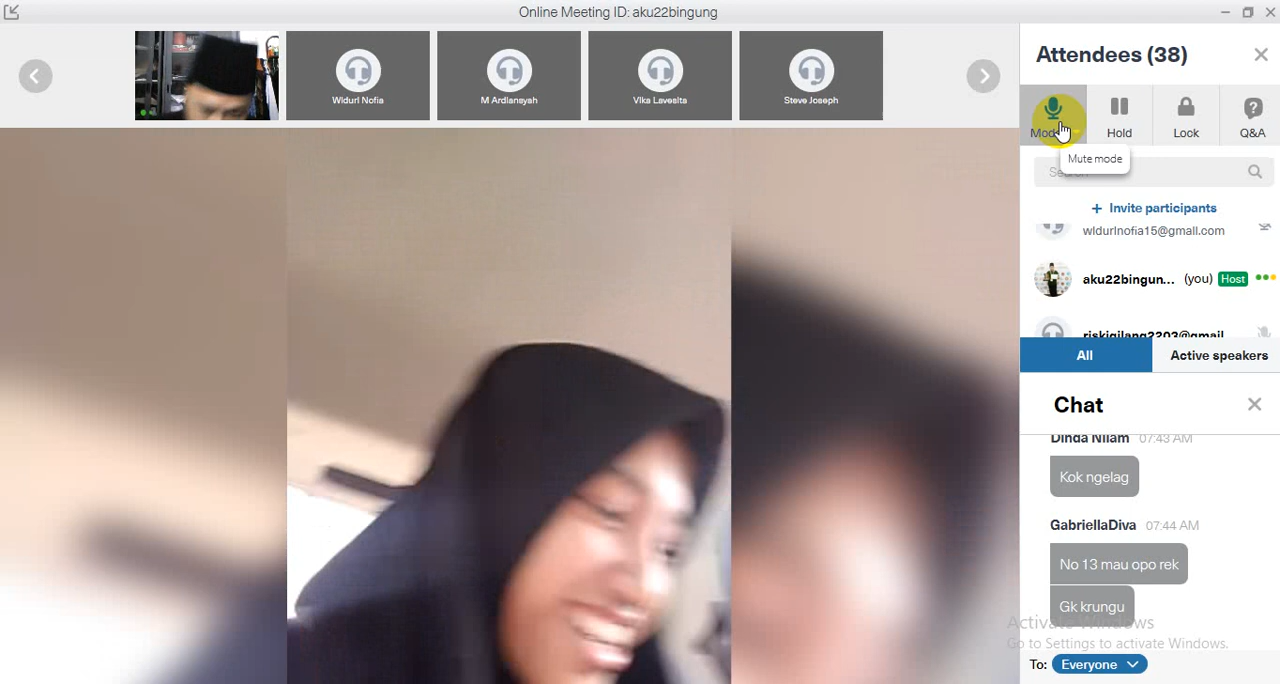 Online Meeting ID: aku22bingung
Widuri Nofia
M Ardiansyah
Vika Lavesita
Steve Joseph
Attendees (38)
Hold
Lock
Q&A
Mute mode
+ Invite participants
widurinofia15@gmail.com
aku22bingun... (you) Host
riskigilang2203@gmail
All
Active speakers
Chat
Dinda Nilam 07:43 AM
Kok ngelag
GabriellaDiva 07:44 AM
No 13 mau opo rek
Gk krungu
Activate Windows
Go to Settings to activate Windows.
To: Everyone